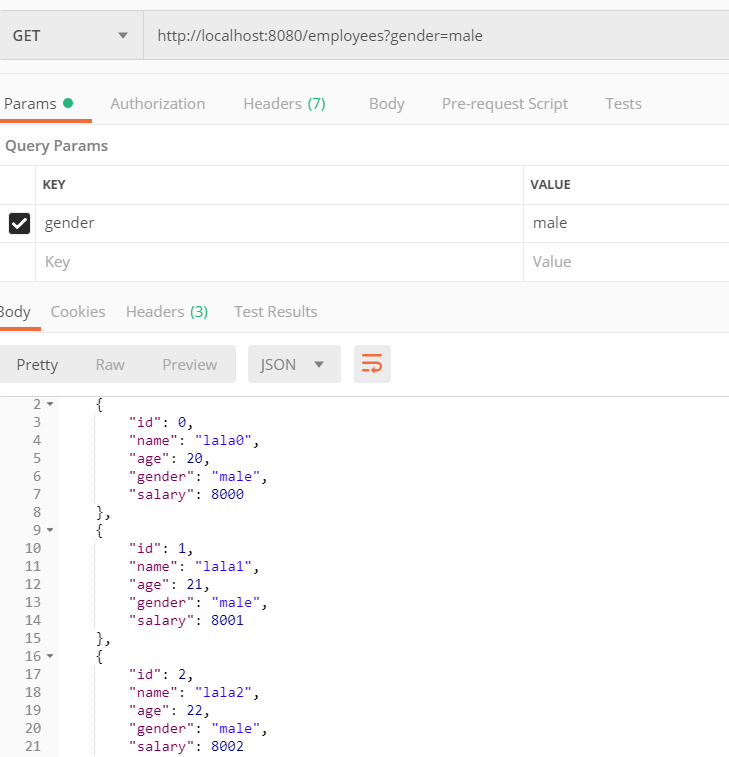 GET http://localhost:8080/employees?gender=male
Params Authorization Headers (7) Body Pre-request Script Tests
Query Params
KEY VALUE
gender male
Key Value
Body Cookies Headers (3) Test Results
Pretty Raw Preview JSON
2 {
3 "id": 0,
4 "name": "lala0",
5 "age": 20,
6 "gender": "male",
7 "salary": 8000
8 },
9 {
10 "id": 1,
11 "name": "lala1",
12 "age": 21,
13 "gender": "male",
14 "salary": 8001
15 },
16 {
17 "id": 2,
18 "name": "lala2",
19 "age": 22,
20 "gender": "male",
21 "salary": 8002